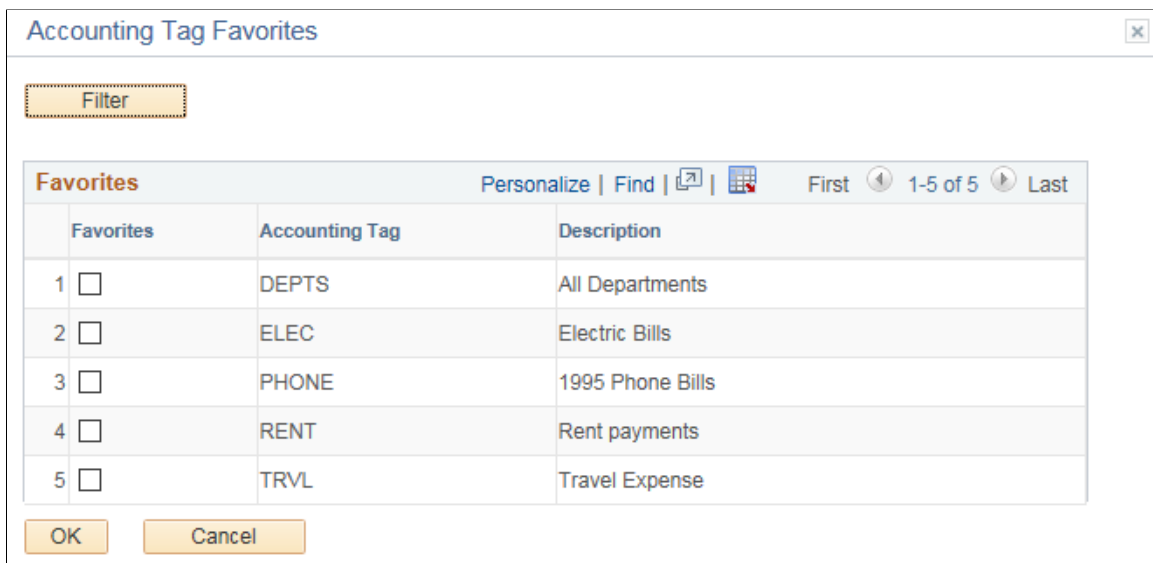 Accounting Tag Favorites
Filter
Favorites Personalize | Find | | First 1-5 of 5 Last
Favorites Accounting Tag Description
1 DEPTS All Departments
2 ELEC Electric Bills
3 PHONE 1995 Phone Bills
4 RENT Rent payments
5 TRVL Travel Expense
OK Cancel